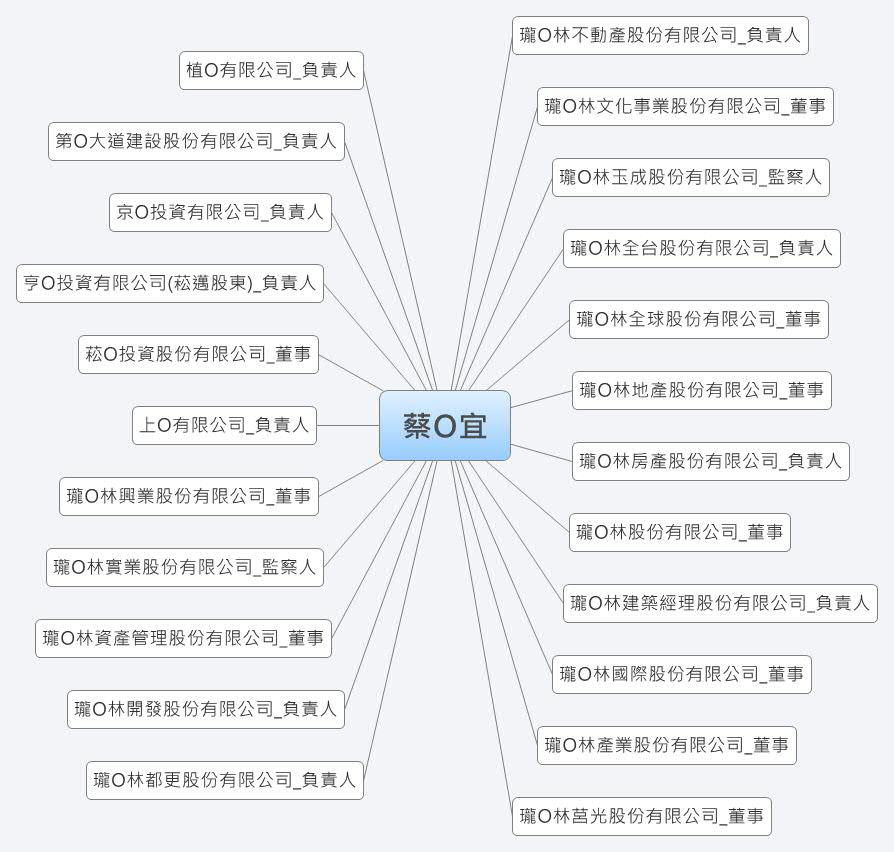 蔡O宜
瓏O林不動產股份有限公司_負責人
瓏O林文化事業股份有限公司_董事
瓏O林玉成股份有限公司_監察人
瓏O林全台股份有限公司_負責人
瓏O林全球股份有限公司_董事
瓏O林地產股份有限公司_董事
瓏O林房產股份有限公司_負責人
瓏O林股份有限公司_董事
瓏O林建築經理股份有限公司_負責人
瓏O林國際股份有限公司_董事
瓏O林產業股份有限公司_董事
瓏O林莒光股份有限公司_董事
植O有限公司_負責人
第O大道建設股份有限公司_負責人
京O投資有限公司_負責人
亨O投資有限公司(菘邁股東)_負責人
菘O投資股份有限公司_董事
上O有限公司_負責人
瓏O林興業股份有限公司_董事
瓏O林實業股份有限公司_監察人
瓏O林資產管理股份有限公司_董事
瓏O林開發股份有限公司_負責人
瓏O林都更股份有限公司_負責人